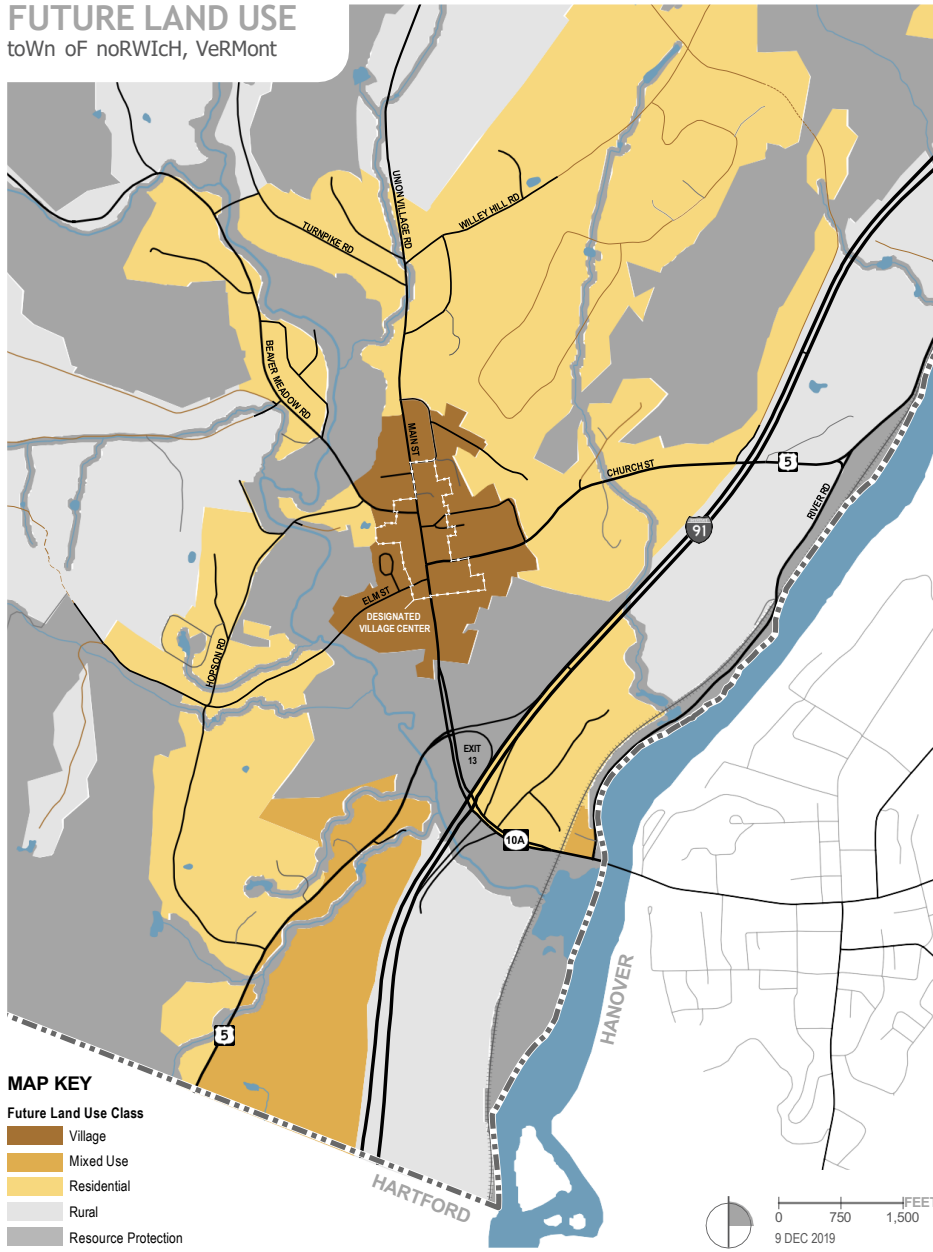 FUTURE LAND USE
toWn oF noRWIcH, VeRMont
UNION VILLAGE RD
WILLEY HILL RD
TURNPIKE RD
BEAVER MEADOW RD
MAIN ST
CHURCH ST
5
RIVER RD
91
ELM ST
DESIGNATED
VILLAGE CENTER
HOPSON RD
EXIT
13
10A
HANOVER
5
MAP KEY
Future Land Use Class
Village
Mixed Use
Residential
Rural
Resource Protection
HARTFORD
FEET
0 750 1,500
9 DEC 2019